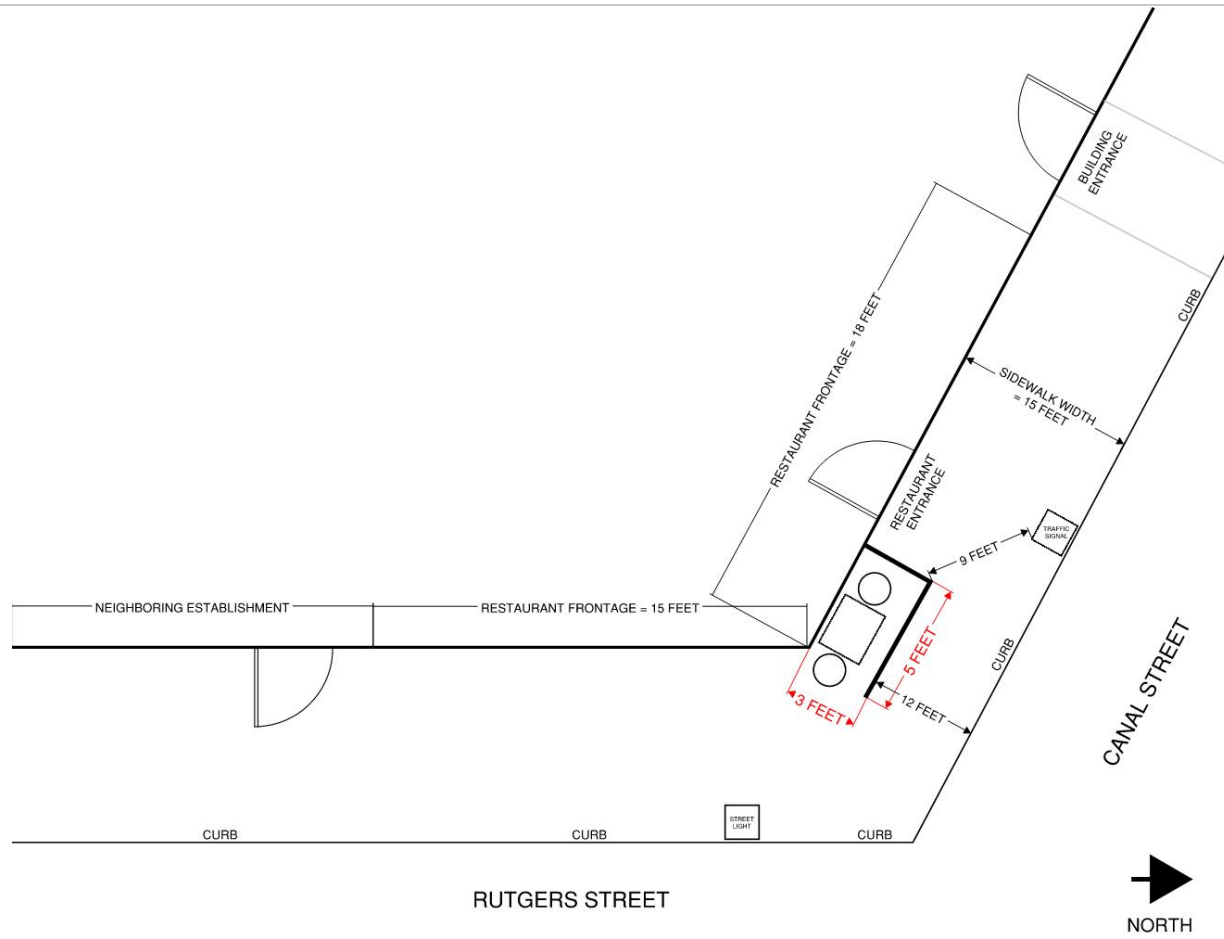 BUILDING
ENTRANCE
CURB
RESTAURANT FRONTAGE = 18 FEET
SIDEWALK WIDTH
= 15 FEET
RESTAURANT
ENTRANCE
TRAFFIC
SIGNAL
9 FEET
NEIGHBORING ESTABLISHMENT
RESTAURANT FRONTAGE = 15 FEET
5 FEET
3 FEET
12 FEET
CURB
CANAL STREET
STREET
LIGHT
CURB
CURB
CURB
RUTGERS STREET
NORTH